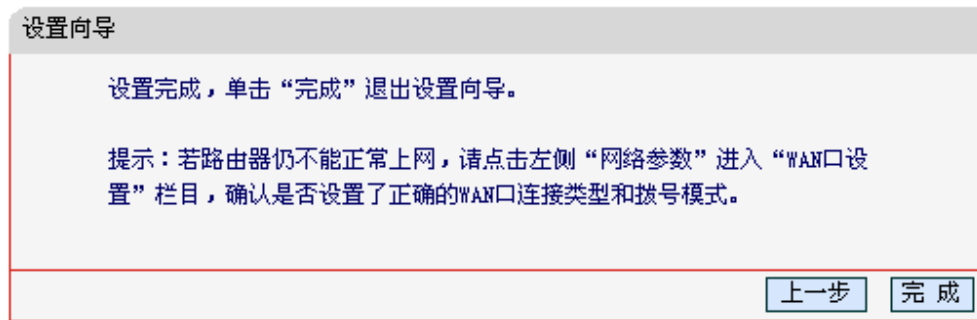 设置向导
设置完成，单击“完成”退出设置向导。
提示：若路由器仍不能正常上网，请点击左侧“网络参数”进入“WAN口设
置”栏目，确认是否设置了正确的WAN口连接类型和拨号模式。
上一步 完 成